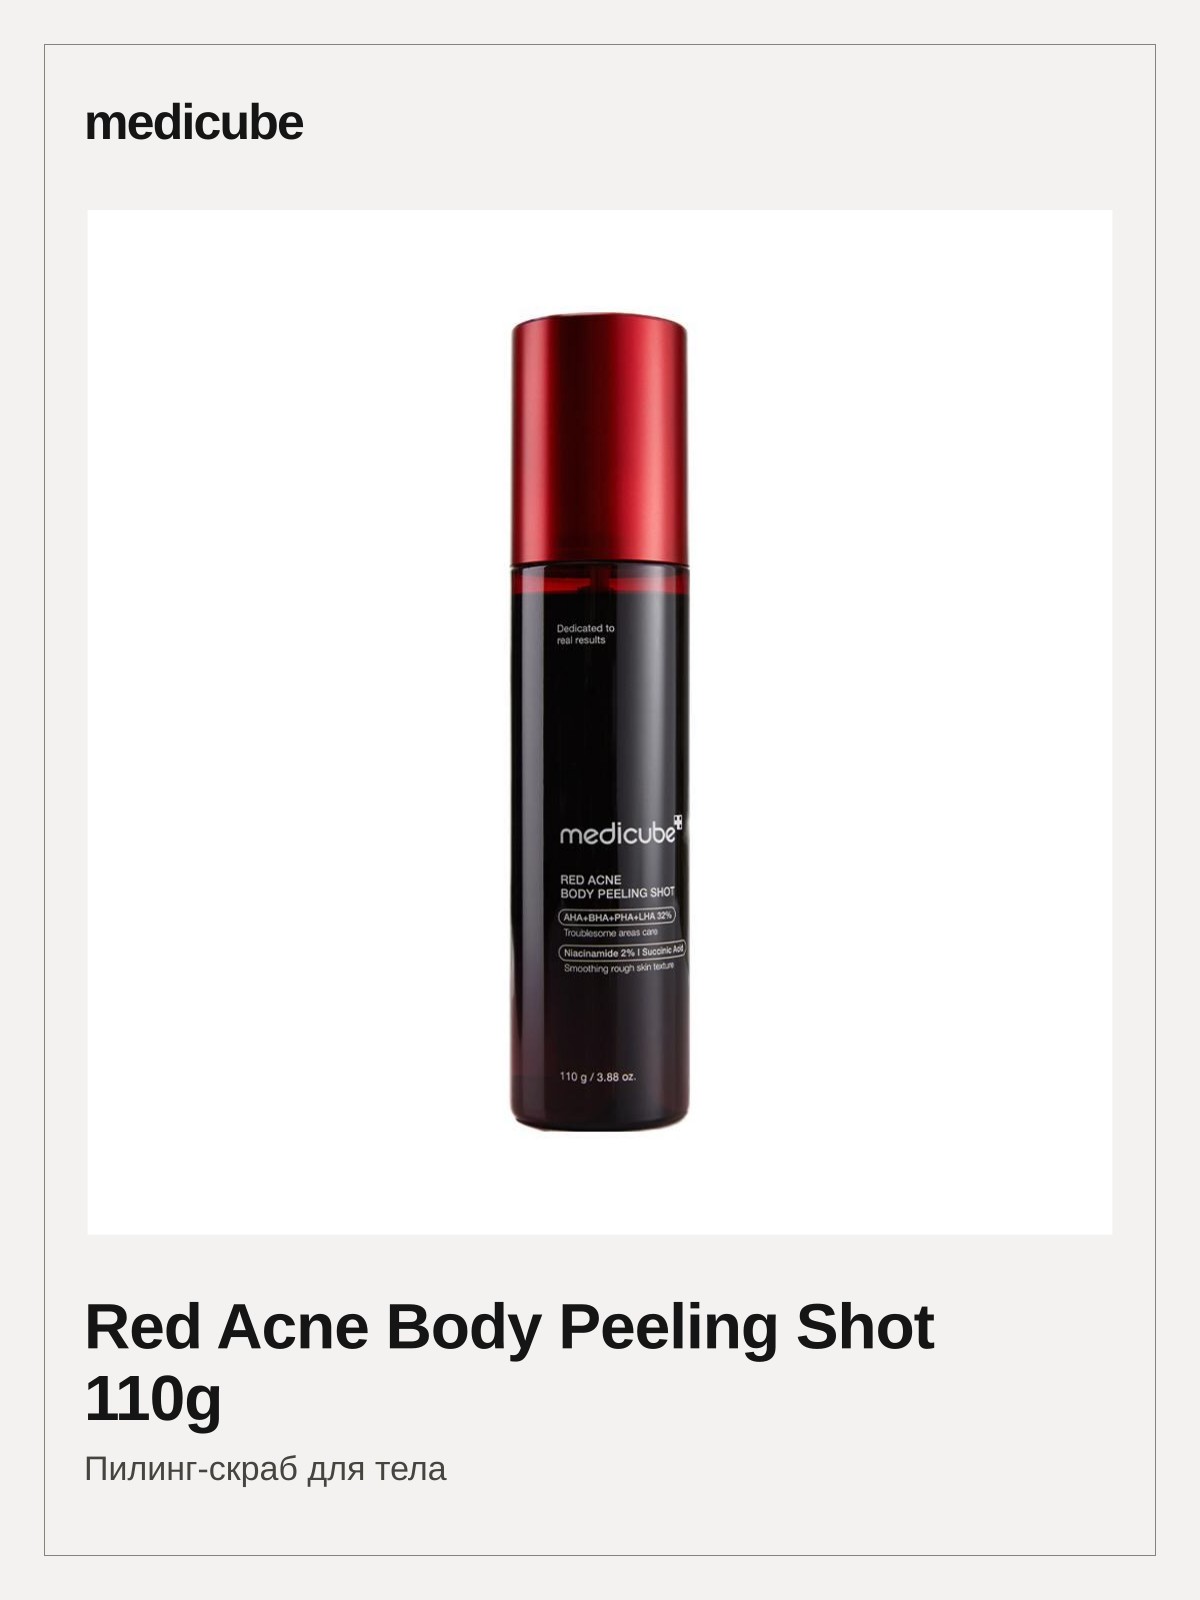 medicube
Dedicated to
real results
medicube
RED ACNE
BODY PEELING SHOT
AHA+BHA+PHA+LHA 32%
Troublesome areas care
Niacinamide 2% | Succinic Acid
Smoothing rough skin texture
110 g / 3.88 oz.
Red Acne Body Peeling Shot
110g
Пилинг-скраб для тела